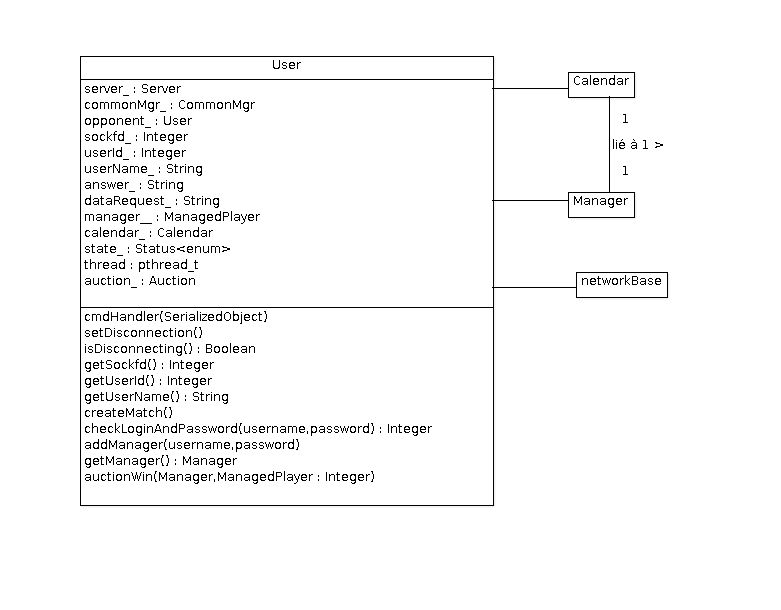 User
server_ : Server
commonMgr_ : CommonMgr
opponent_ : User
sockfd_ : Integer
userId_ : Integer
userName_ : String
answer_ : String
dataRequest_ : String
manager__ : ManagedPlayer
calendar_ : Calendar
state_ : Status<enum>
thread : pthread_t
auction_ : Auction
cmdHandler(SerializedObject)
setDisconnection()
isDisconnecting() : Boolean
getSockfd() : Integer
getUserId() : Integer
getUserName() : String
createMatch()
checkLoginAndPassword(username,password) : Integer
addManager(username,password)
getManager() : Manager
auctionWin(Manager,ManagedPlayer : Integer)
Calendar
1
lié à 1 >
1
Manager
networkBase